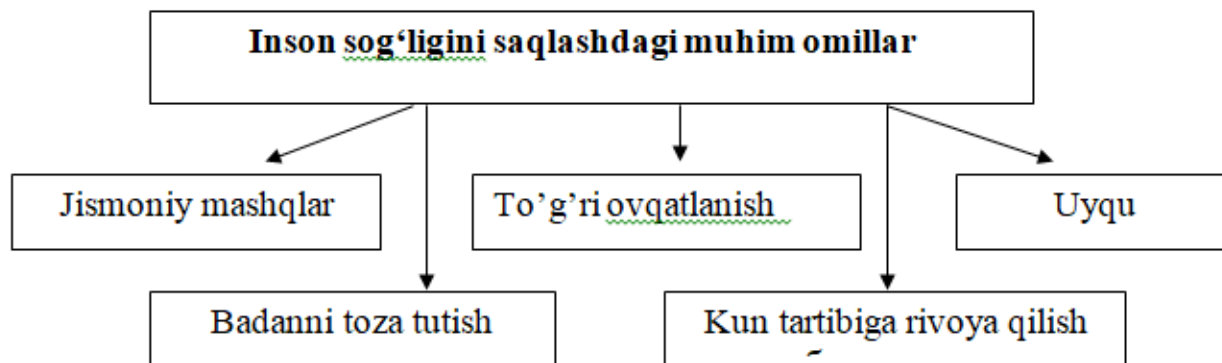 Inson sog‘ligini saqlashdagi muhim omillar
Jismoniy mashqlar
To’g’ri ovqatlanish
Uyqu
Badanni toza tutish
Kun tartibiga rivoya qilish